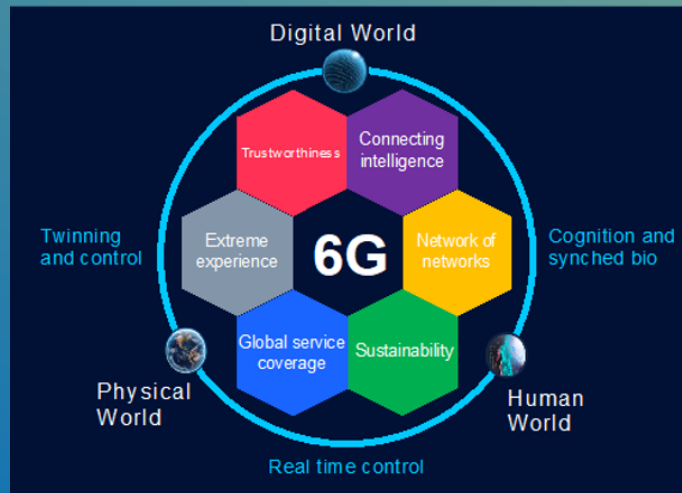 Digital World
Trustworthiness
Connecting
intelligence
Twinning
and control
Extreme
experience
6G
Network of
networks
Cognition and
synched bio
Global service
coverage
Sustainability
Physical
World
Human
World
Real time control